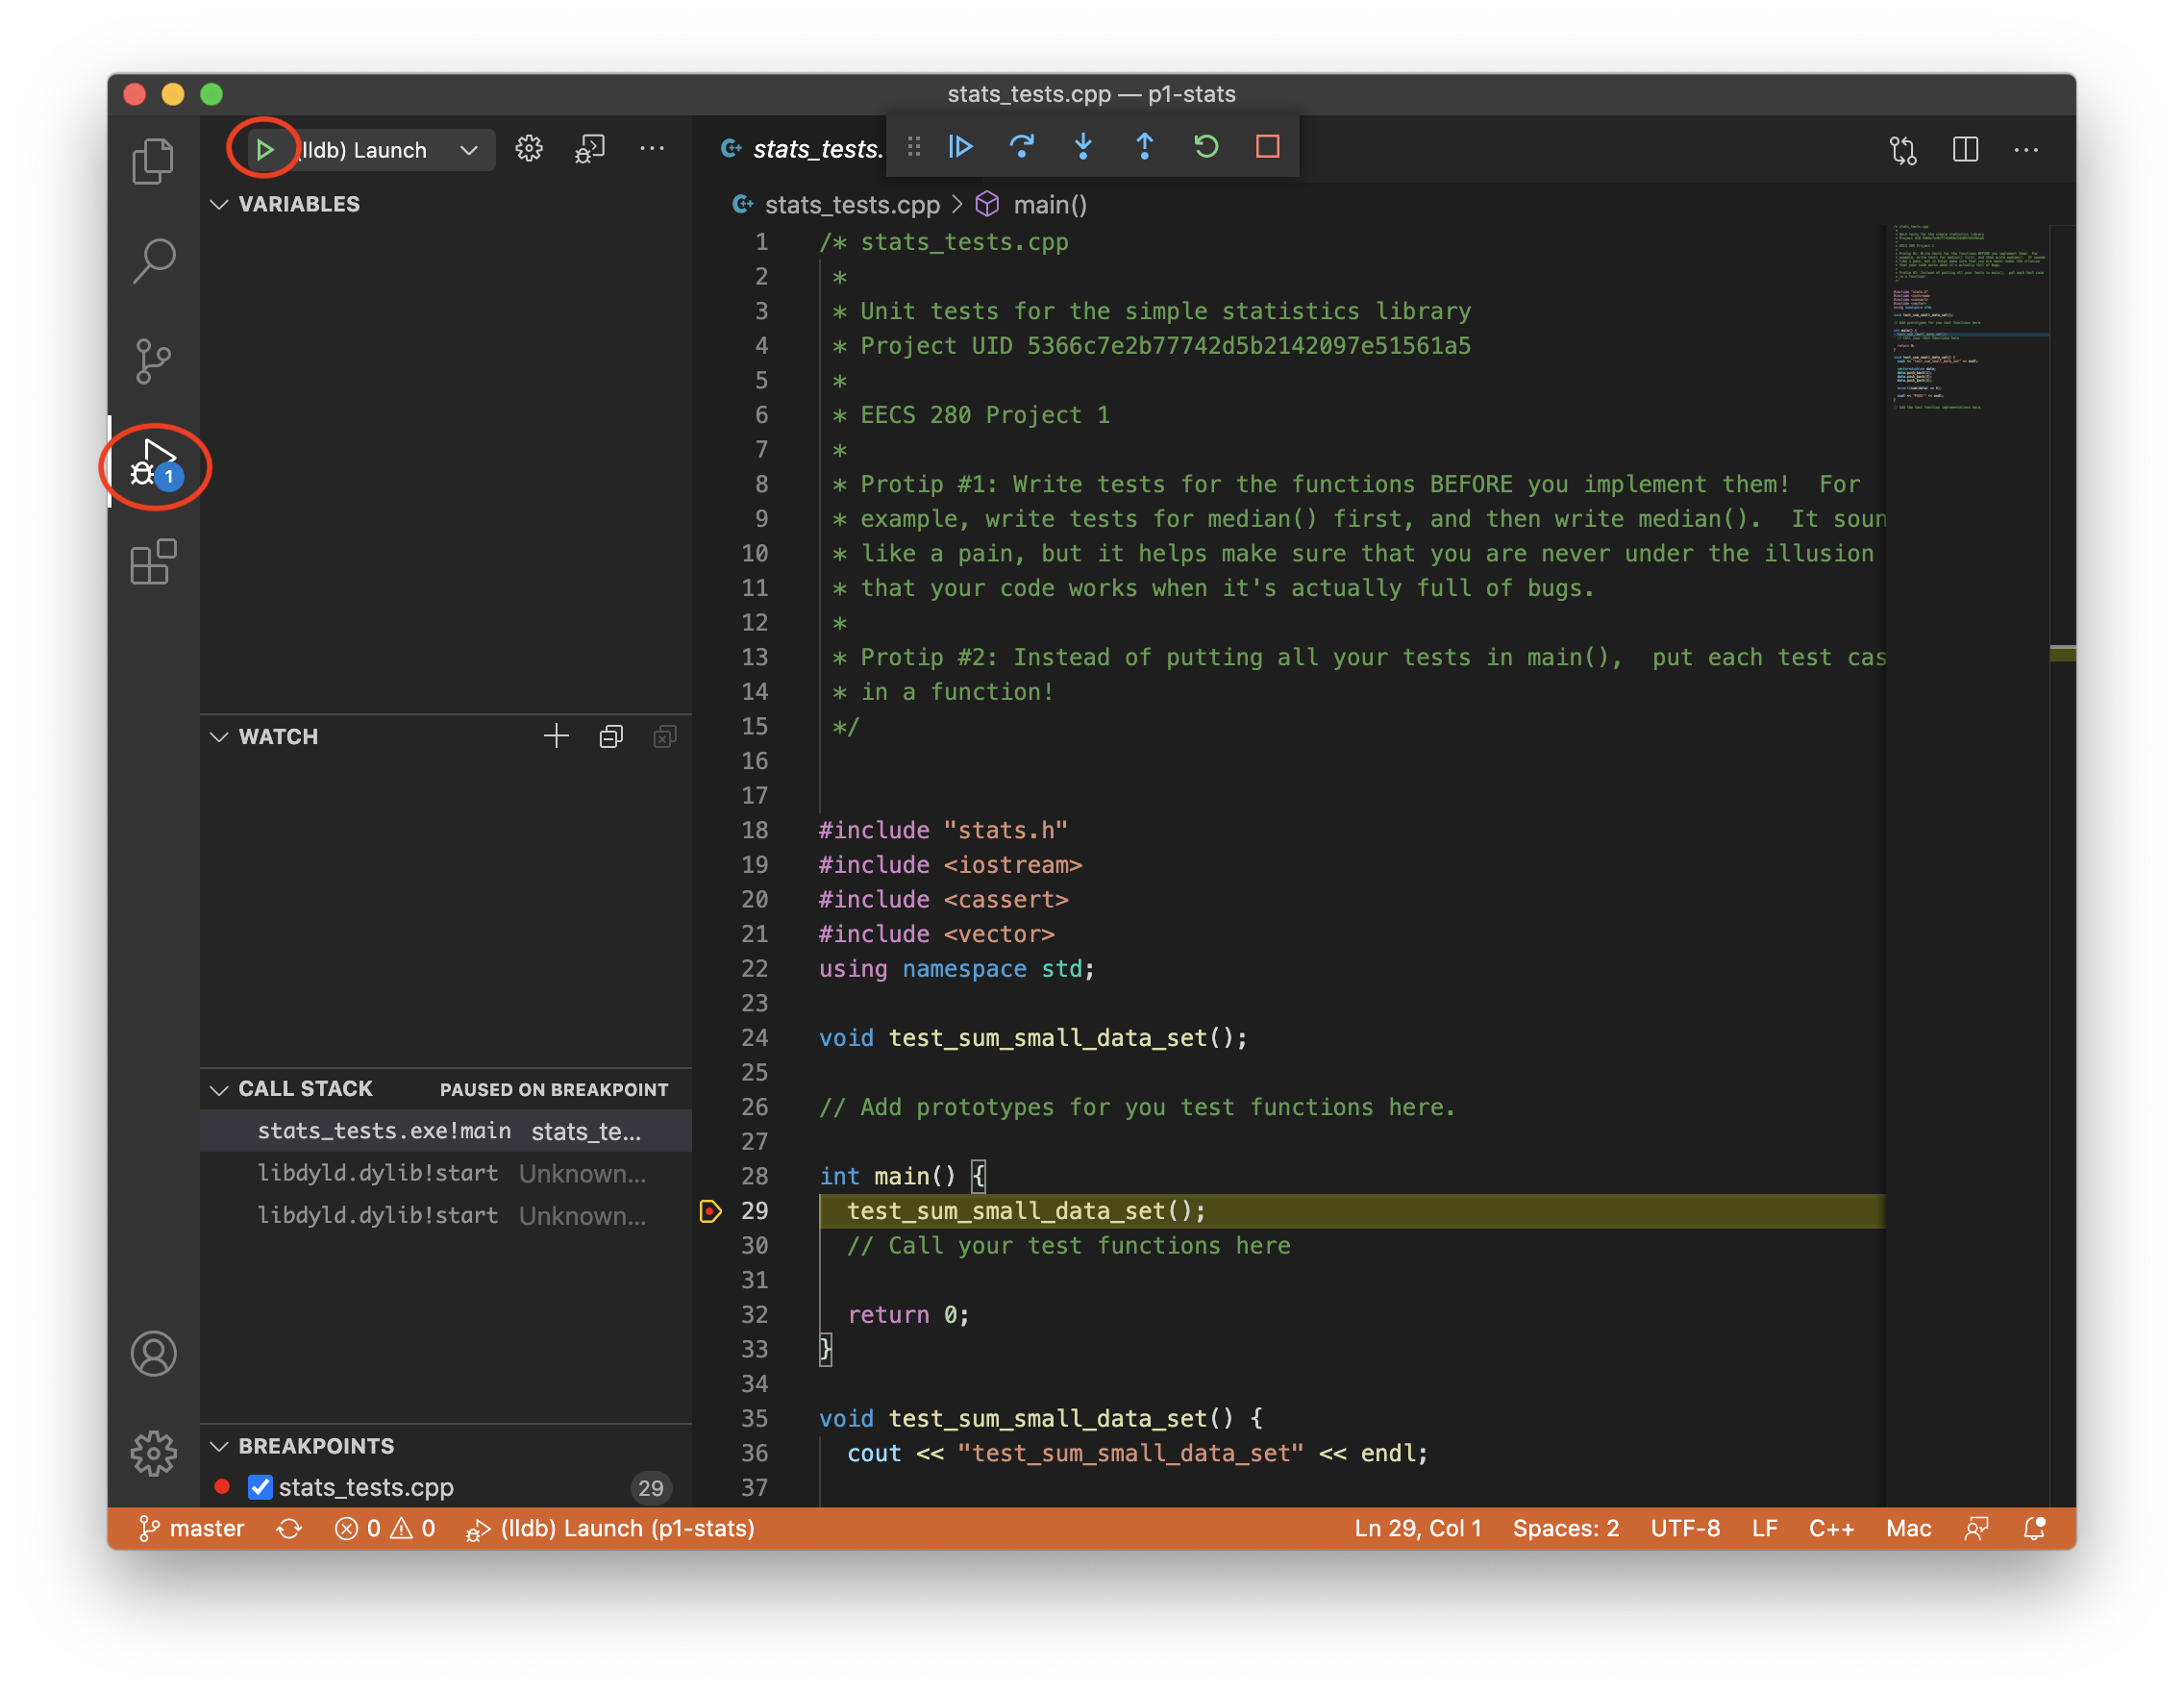 stats_tests.cpp — p1-stats
(lldb) Launch
VARIABLES
WATCH
CALL STACK PAUSED ON BREAKPOINT
stats_tests.exe!main stats_te...
libdyld.dylib!start Unknown...
libdyld.dylib!start Unknown...
BREAKPOINTS
stats_tests.cpp 29
1
stats_tests.
stats_tests.cpp > main()
1 /* stats_tests.cpp
2 *
3 * Unit tests for the simple statistics library
4 * Project UID 5366c7e2b77742d5b2142097e51561a5
5 *
6 * EECS 280 Project 1
7 *
8 * Protip #1: Write tests for the functions BEFORE you implement them!  For
9 * example, write tests for median() first, and then write median().  It soun
10 * like a pain, but it helps make sure that you are never under the illusion
11 * that your code works when it's actually full of bugs.
12 *
13 * Protip #2: Instead of putting all your tests in main(),  put each test cas
14 * in a function!
15 */
16
17
18 #include "stats.h"
19 #include <iostream>
20 #include <cassert>
21 #include <vector>
22 using namespace std;
23
24 void test_sum_small_data_set();
25
26 // Add prototypes for you test functions here.
27
28 int main() {
29   test_sum_small_data_set();
30   // Call your test functions here
31
32   return 0;
33 }
34
35 void test_sum_small_data_set() {
36   cout << "test_sum_small_data_set" << endl;
37
master 0 0 (lldb) Launch (p1-stats) Ln 29, Col 1 Spaces: 2 UTF-8 LF C++ Mac